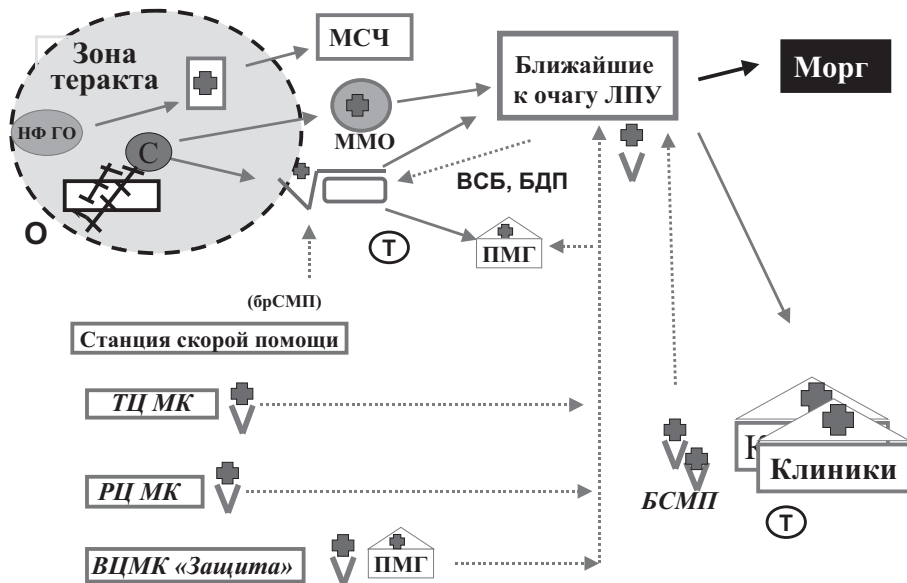 Зона
теракта
МСЧ
Ближайшие
к очагу ЛПУ
Морг
НФ ГО
С
ММО
ВСБ, БДП
О
Т
ПМГ
(брСМП)
Станция скорой помощи
ТЦ МК
РЦ МК
ВЦМК «Защита»
ПМГ
БСМП
К
Клиники
Т